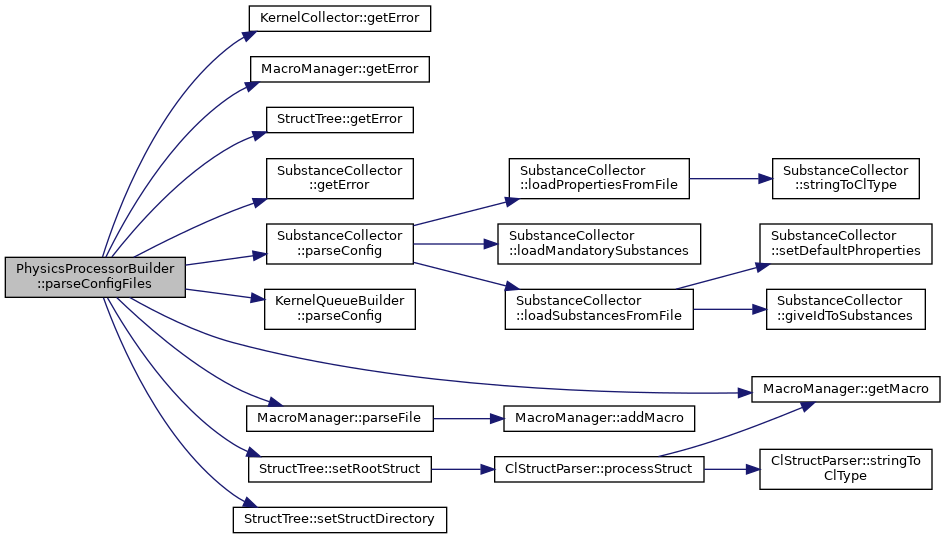 PhysicsProcessorBuilder
::parseConfigFiles
KernelCollector::getError
MacroManager::getError
StructTree::getError
SubstanceCollector
::getError
SubstanceCollector
::parseConfig
KernelQueueBuilder
::parseConfig
MacroManager::parseFile
StructTree::setRootStruct
StructTree::setStructDirectory
SubstanceCollector
::loadPropertiesFromFile
SubstanceCollector
::loadMandatorySubstances
SubstanceCollector
::loadSubstancesFromFile
MacroManager::addMacro
ClStructParser::processStruct
SubstanceCollector
::stringToClType
SubstanceCollector
::setDefaultPhroperties
SubstanceCollector
::giveIdToSubstances
MacroManager::getMacro
ClStructParser::stringTo
ClType